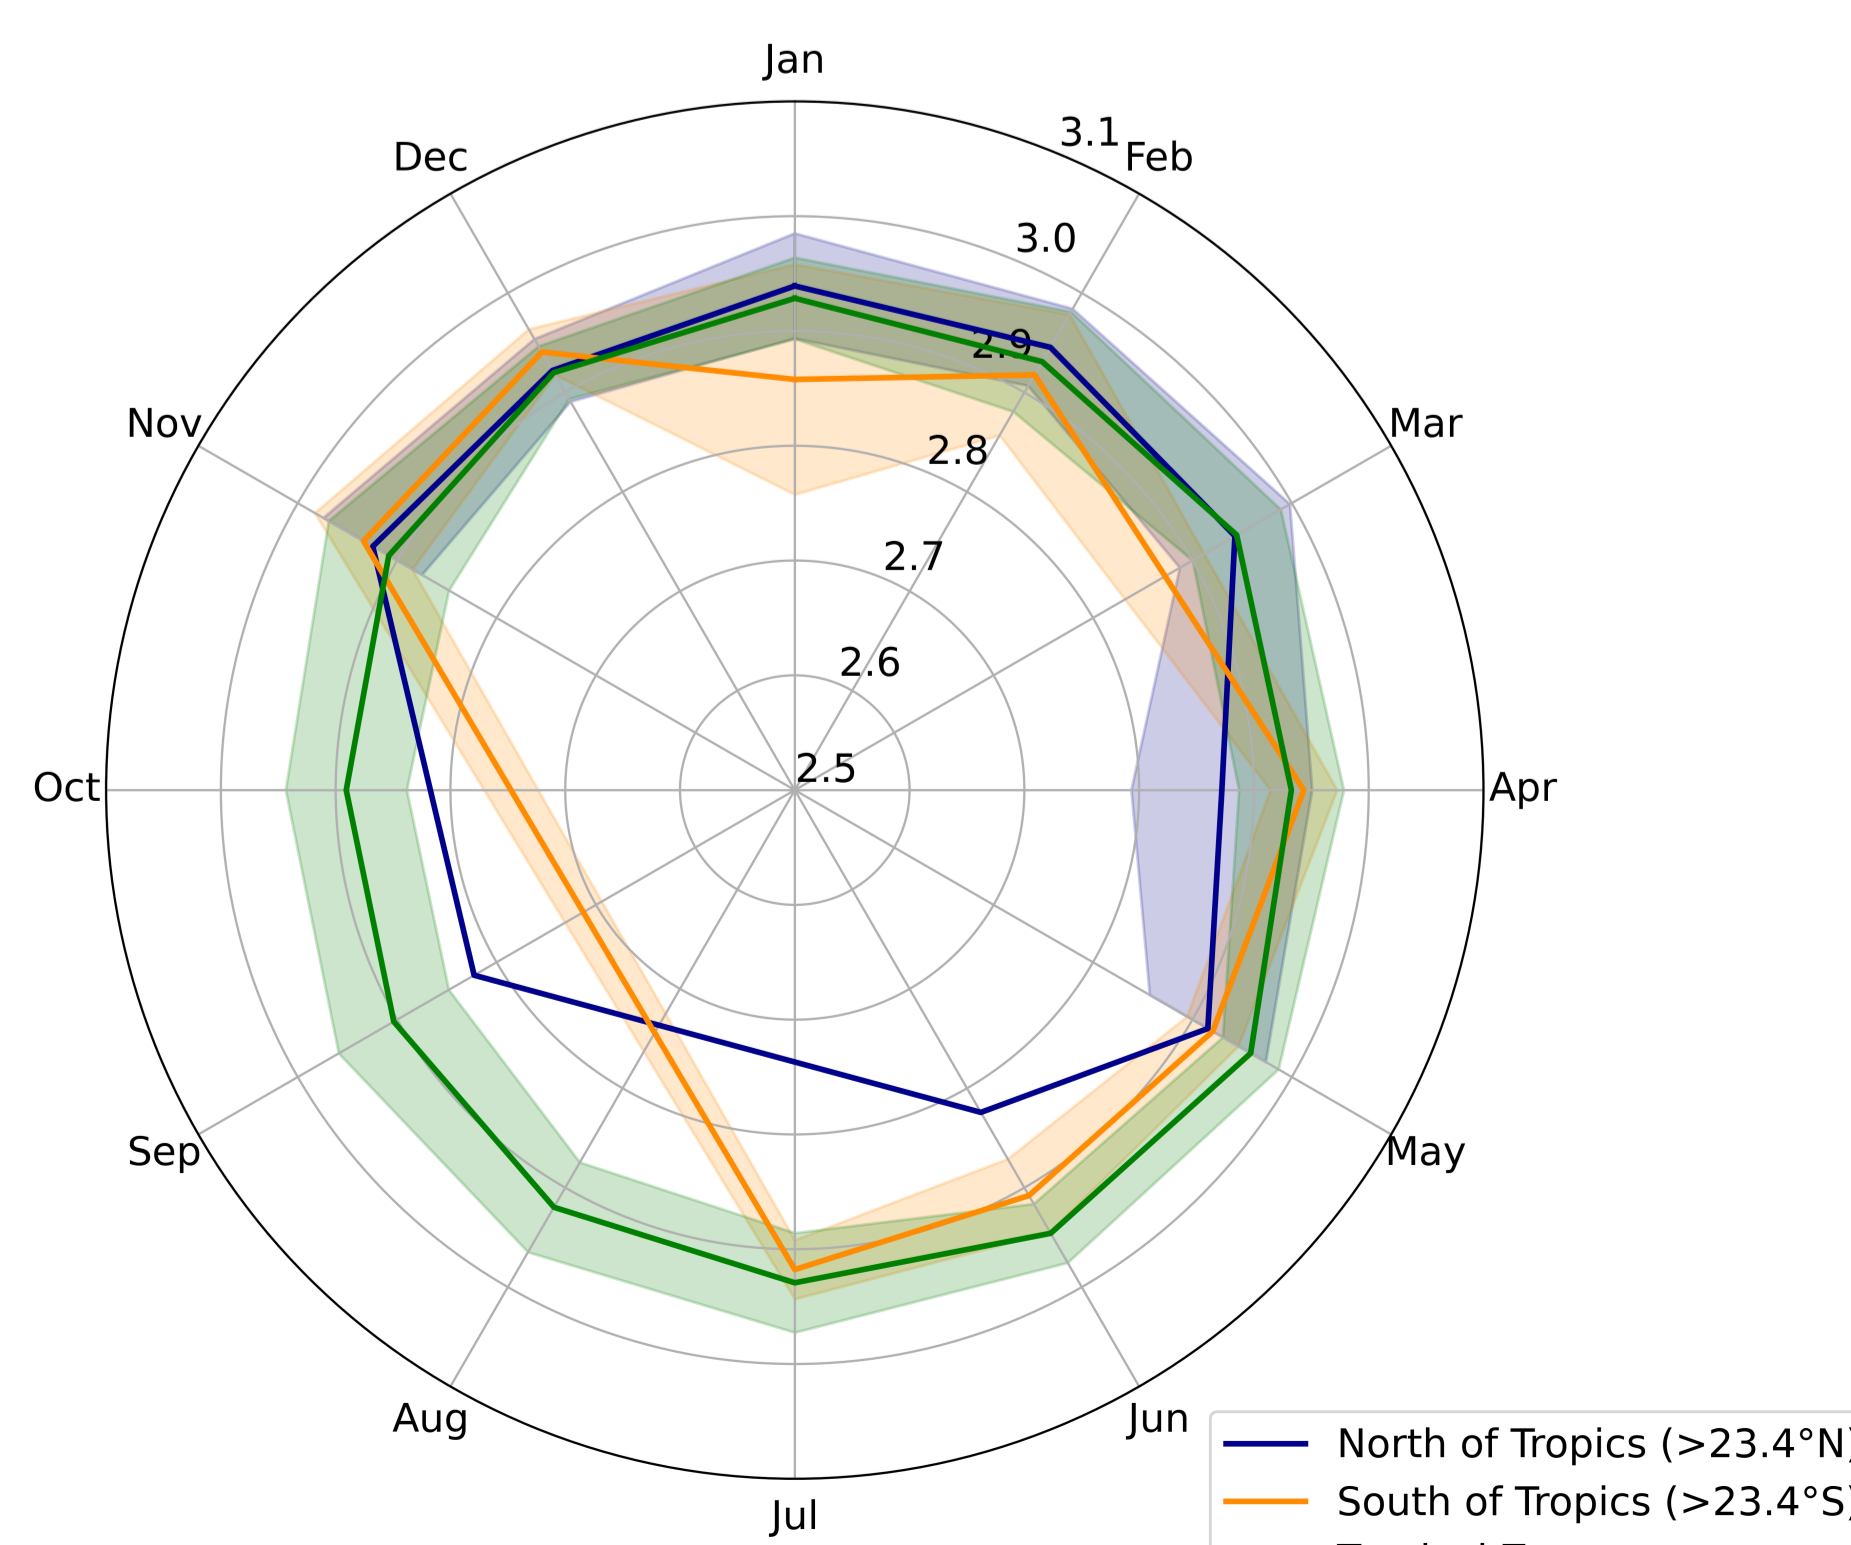 Jan
Dec
3.1
Feb
3.0
2.9
Nov
Mar
2.8
2.7
2.6
2.5
Oct
Apr
Sep
May
Aug
Jun
North of Tropics (>23.4°N)
South of Tropics (>23.4°S)
Jul